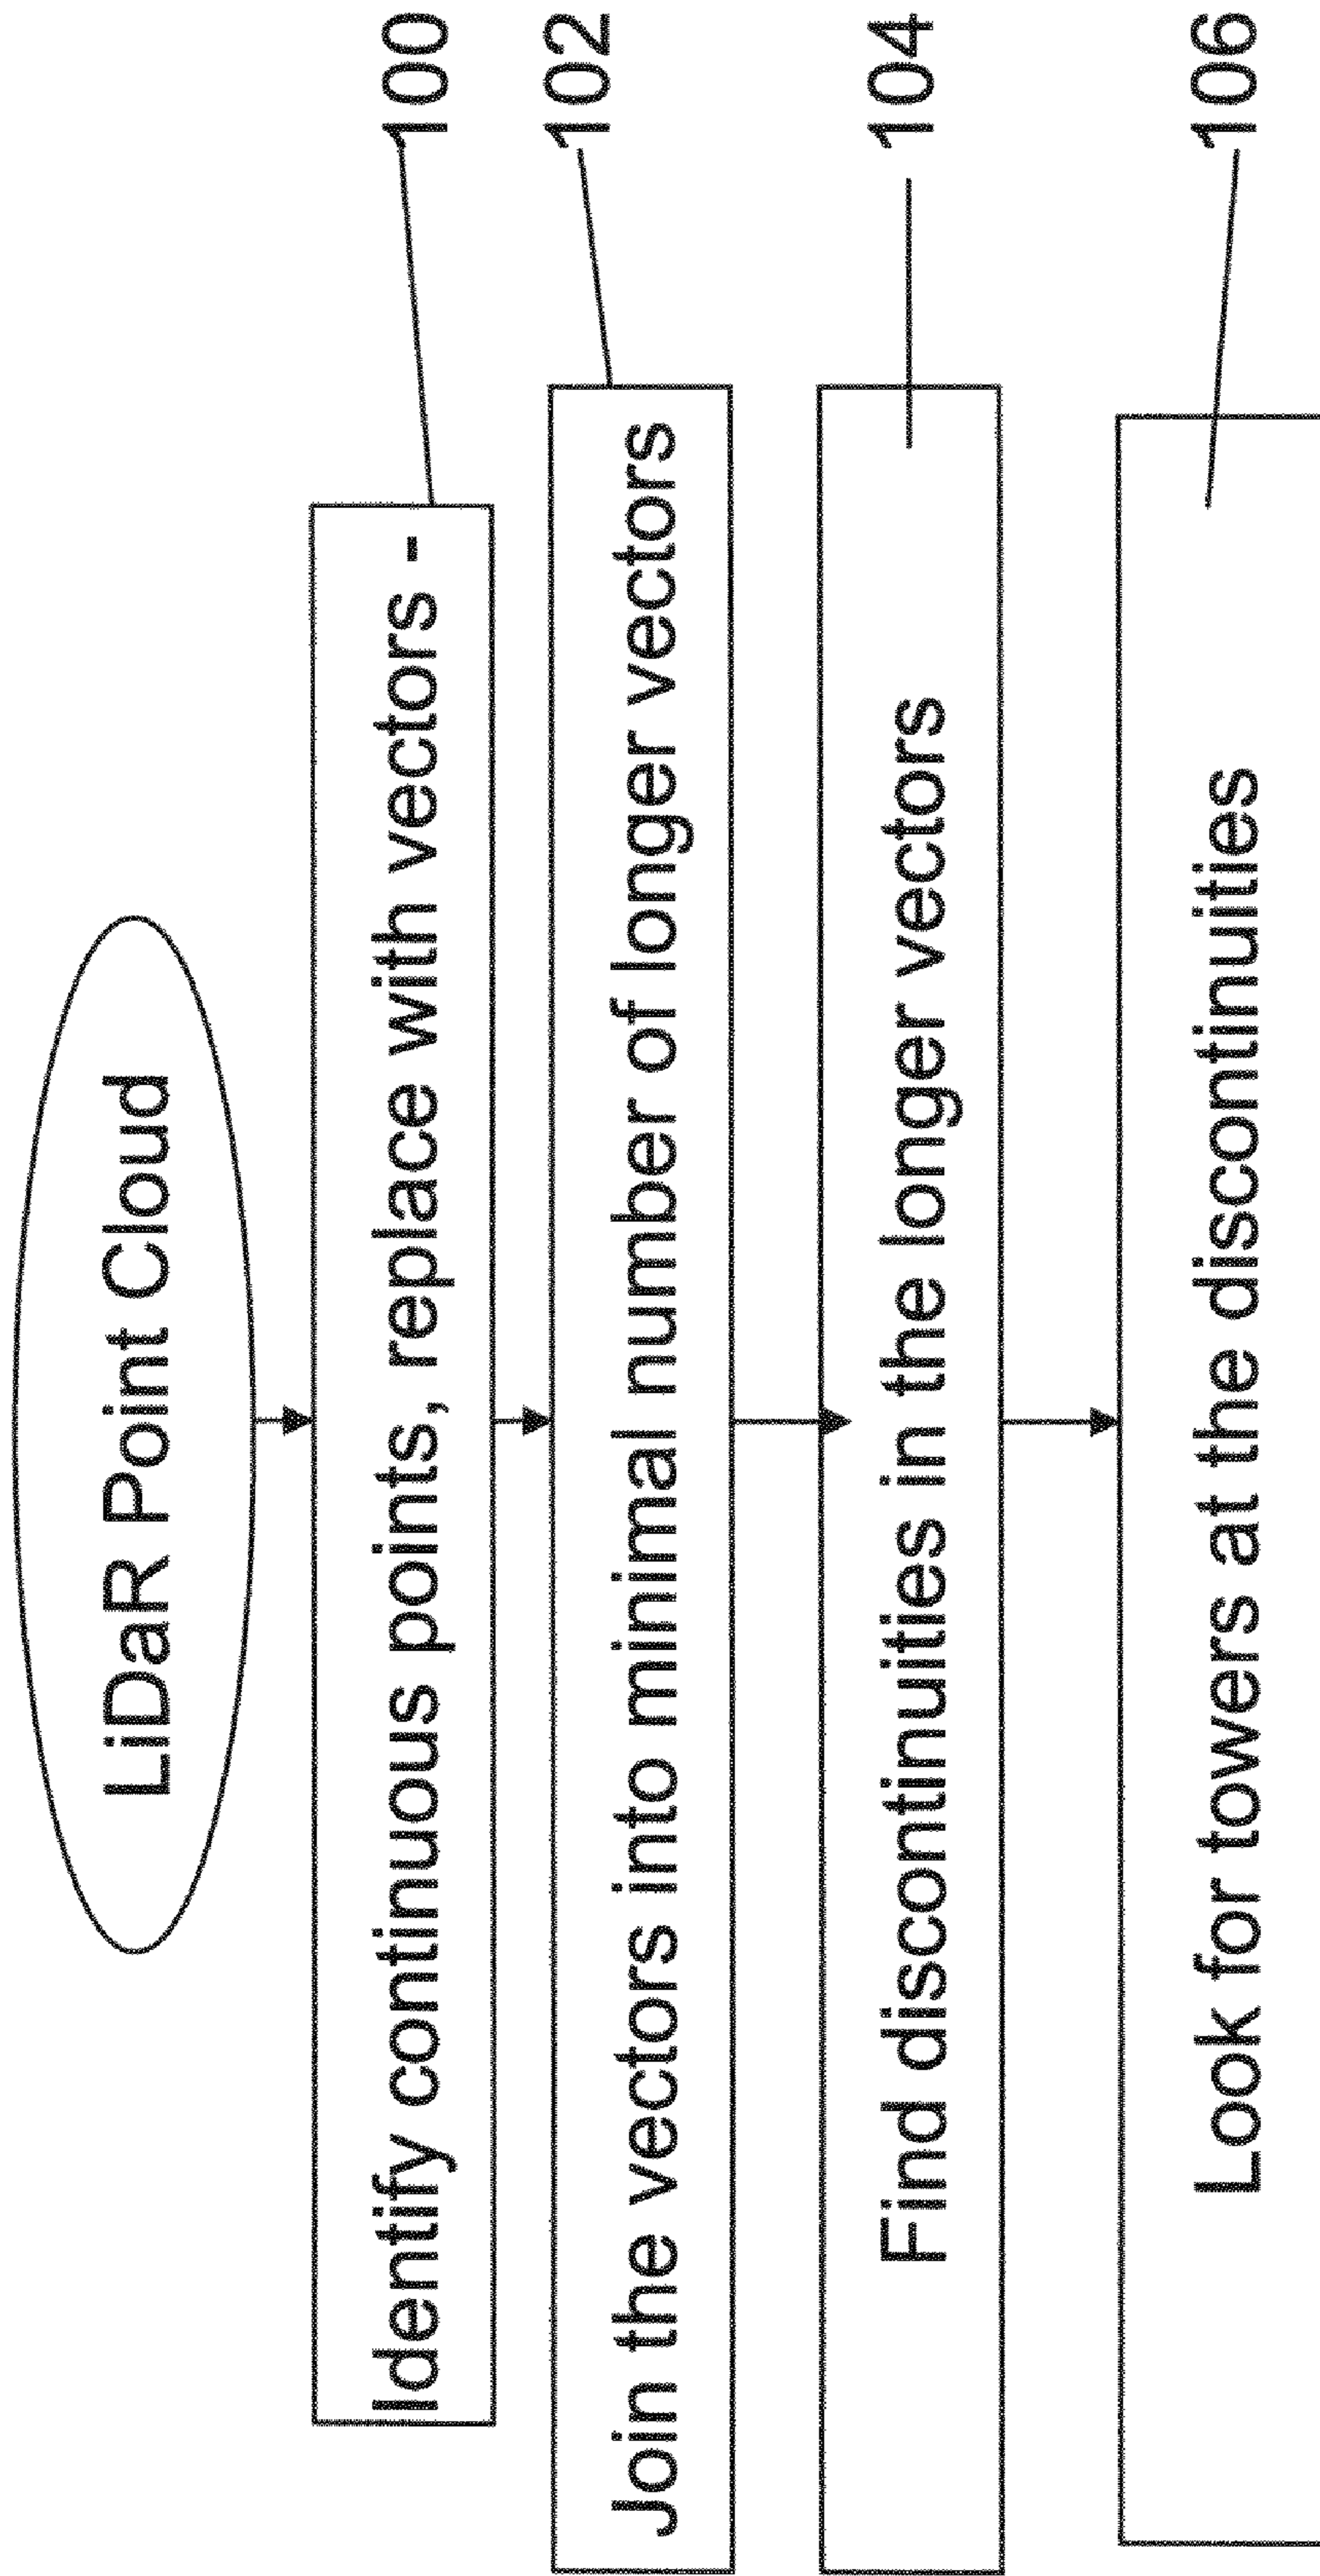 LiDaR Point Cloud
Identify continuous points, replace with vectors -
100
Join the vectors into minimal number of longer vectors
102
Find discontinuities in the longer vectors
104
Look for towers at the discontinuities
106